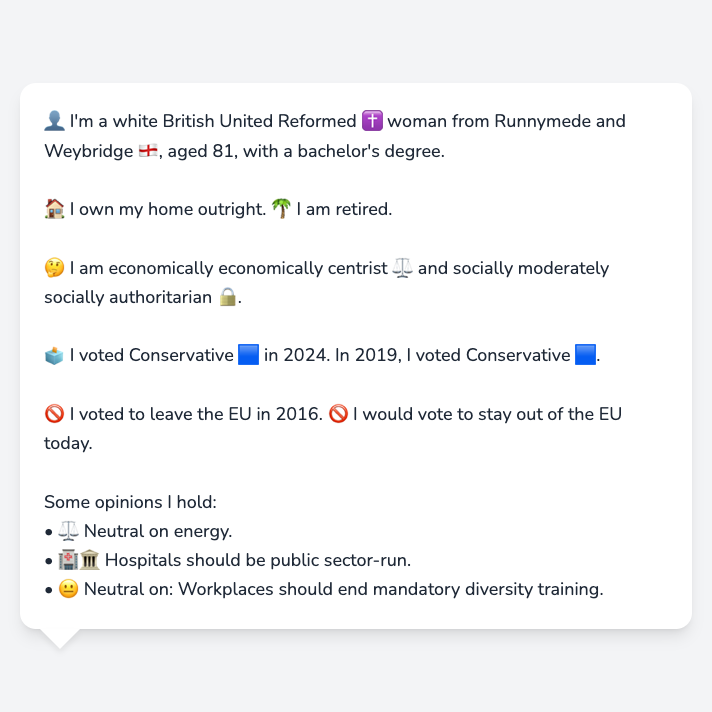 👤 I'm a white British United Reformed ✝️ woman from Runnymede and
Weybridge 🏴󠁧󠁢󠁥󠁮󠁧󠁿, aged 81, with a bachelor's degree.
🏠 I own my home outright. 🌴 I am retired.
🤔 I am economically economically centrist ⚖️ and socially moderately
socially authoritarian 🔒.
🗳️ I voted Conservative 🟦 in 2024. In 2019, I voted Conservative 🟦.
🚫 I voted to leave the EU in 2016. 🚫 I would vote to stay out of the EU
today.
Some opinions I hold:
• ⚖️ Neutral on energy.
• 🏥🏛️ Hospitals should be public sector-run.
• 😐 Neutral on: Workplaces should end mandatory diversity training.